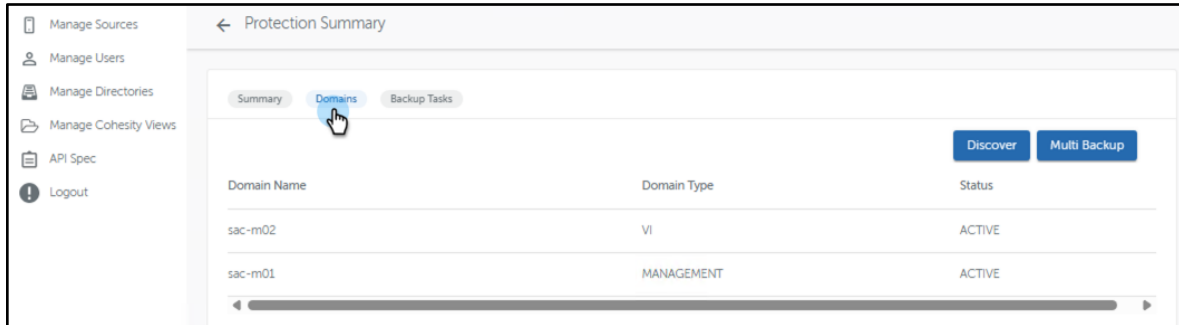 Manage Sources
Manage Users
Manage Directories
Manage Cohesity Views
API Spec
Logout
Protection Summary
Summary Domains Backup Tasks
Discover Multi Backup
Domain Name Domain Type Status
sac-m02 VI ACTIVE
sac-m01 MANAGEMENT ACTIVE